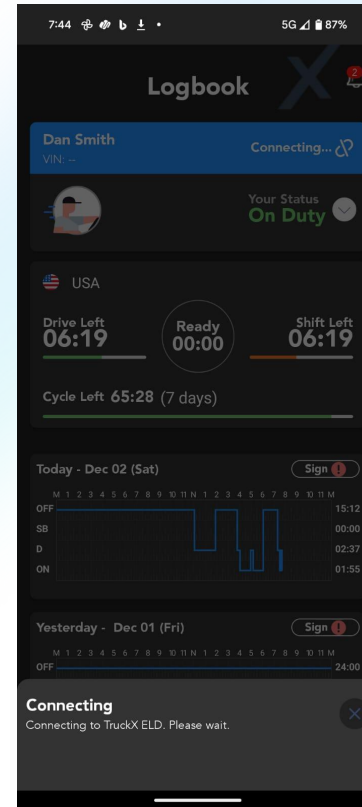 7:44 5G 87%
Logbook
2
Dan Smith
VIN: --
Connecting...
Your Status
On Duty
USA
Drive Left
06:19
Ready
00:00
Shift Left
06:19
Cycle Left 65:28 (7 days)
Today - Dec 02 (Sat) Sign !
M 1 2 3 4 5 6 7 8 9 10 11 N 1 2 3 4 5 6 7 8 9 10 11 M
OFF 15:12
SB 00:00
D 02:37
ON 01:55
Yesterday - Dec 01 (Fri) Sign !
M 1 2 3 4 5 6 7 8 9 10 11 N 1 2 3 4 5 6 7 8 9 10 11 M
OFF 24:00
Connecting
Connecting to TruckX ELD. Please wait.